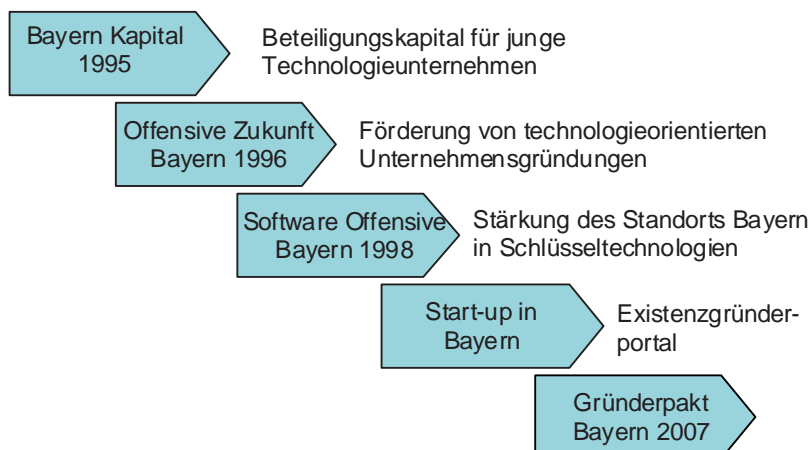 Bayern Kapital
1995
Beteiligungskapital für junge
Technologieunternehmen
Offensive Zukunft
Bayern 1996
Förderung von technologieorientierten
Unternehmensgründungen
Software Offensive
Bayern 1998
Stärkung des Standorts Bayern
in Schlüsseltechnologien
Start-up in
Bayern
Existenzgründer-
portal
Gründerpakt
Bayern 2007